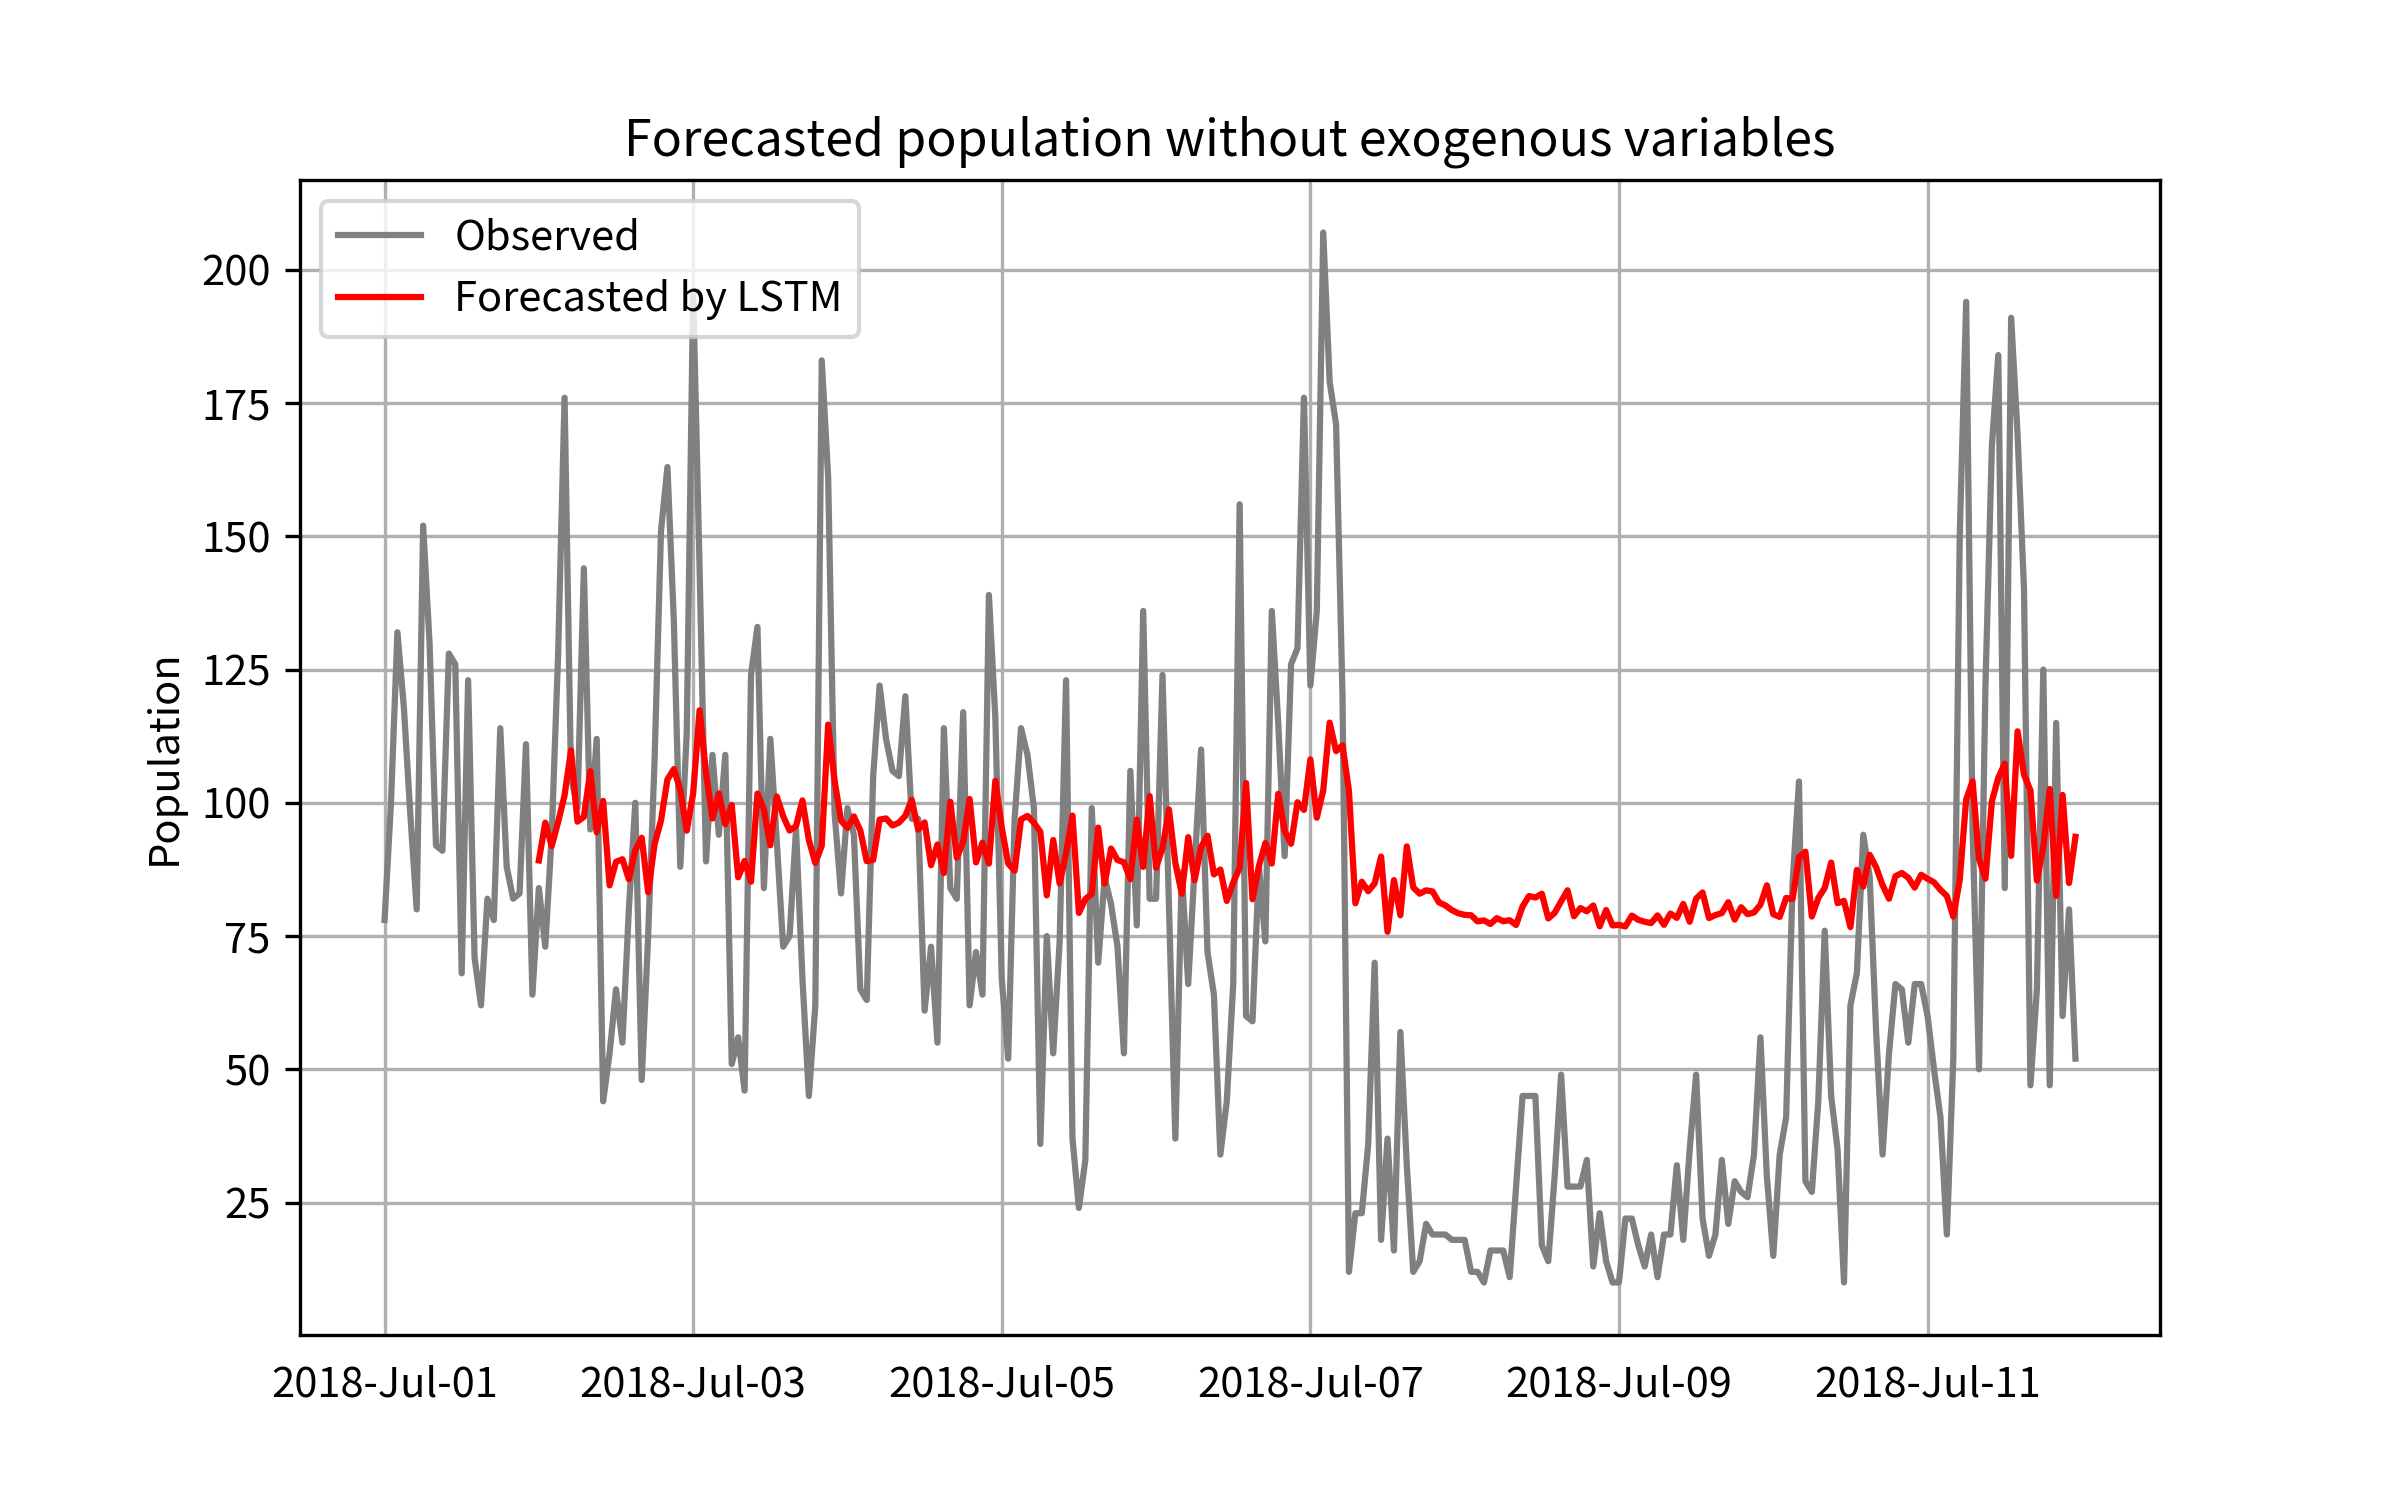 Forecasted population without exogenous variables
Observed
Forecasted by LSTM
Population
200
175
150
125
100
75
50
25
2018-Jul-01
2018-Jul-03
2018-Jul-05
2018-Jul-07
2018-Jul-09
2018-Jul-11